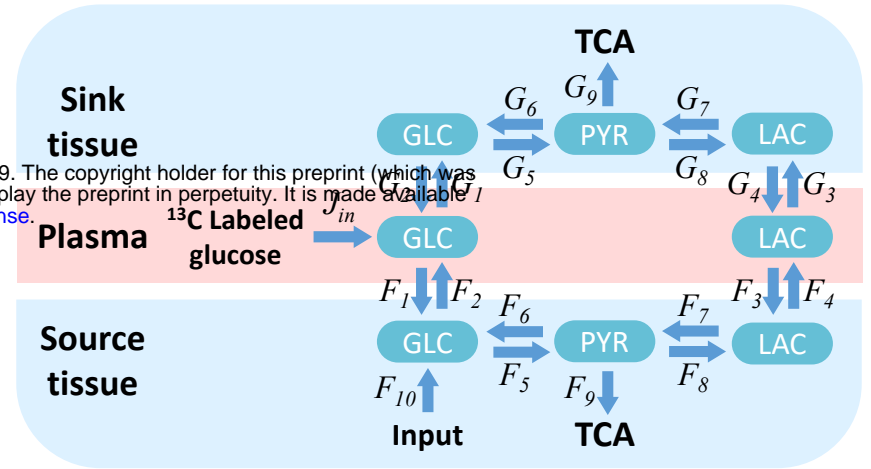 TCA
Sink
tissue
G6
G9
G7
GLC
PYR
LAC
G5
G8
9. The copyright holder for this preprint (which was
play the preprint in perpetuity. It is made available
nse.
G2
G1
G4
G3
Jin
Plasma
13C Labeled
glucose
GLC
LAC
F1
F2
F3
F4
F6
F7
Source
tissue
GLC
PYR
LAC
F5
F8
F10
F9
Input
TCA